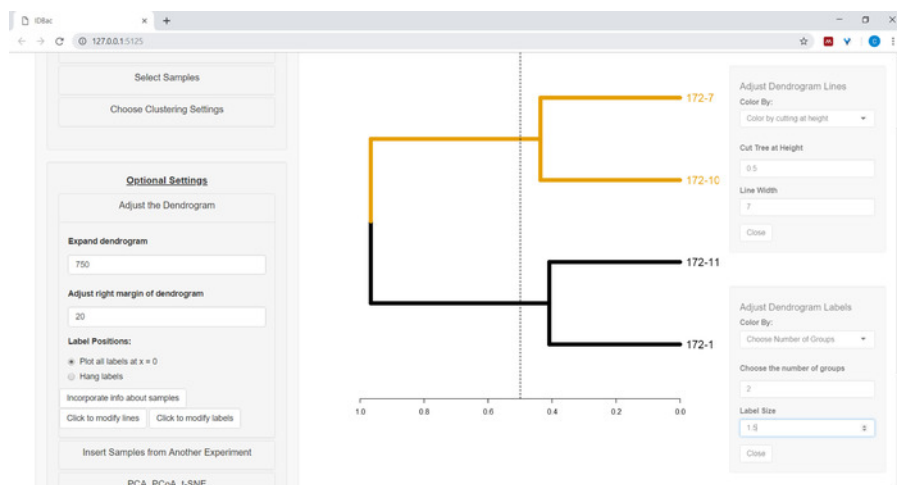 IDBac
127.0.0.1:5125
Select Samples
Choose Clustering Settings
Optional Settings
Adjust the Dendrogram
Expand dendrogram
750
Adjust right margin of dendrogram
20
Label Positions:
Plot all labels at x = 0
Hang labels
Incorporate info about samples
Click to modify lines
Click to modify labels
Insert Samples from Another Experiment
PCA, PCoA, t-SNE
172-7
172-10
172-11
172-1
1.0 0.8 0.6 0.4 0.2 0.0
Adjust Dendrogram Lines
Color By:
Color by cutting at height
Cut Tree at Height
0.5
Line Width
7
Close
Adjust Dendrogram Labels
Color By:
Choose Number of Groups
Choose the number of groups
2
Label Size
1.5
Close